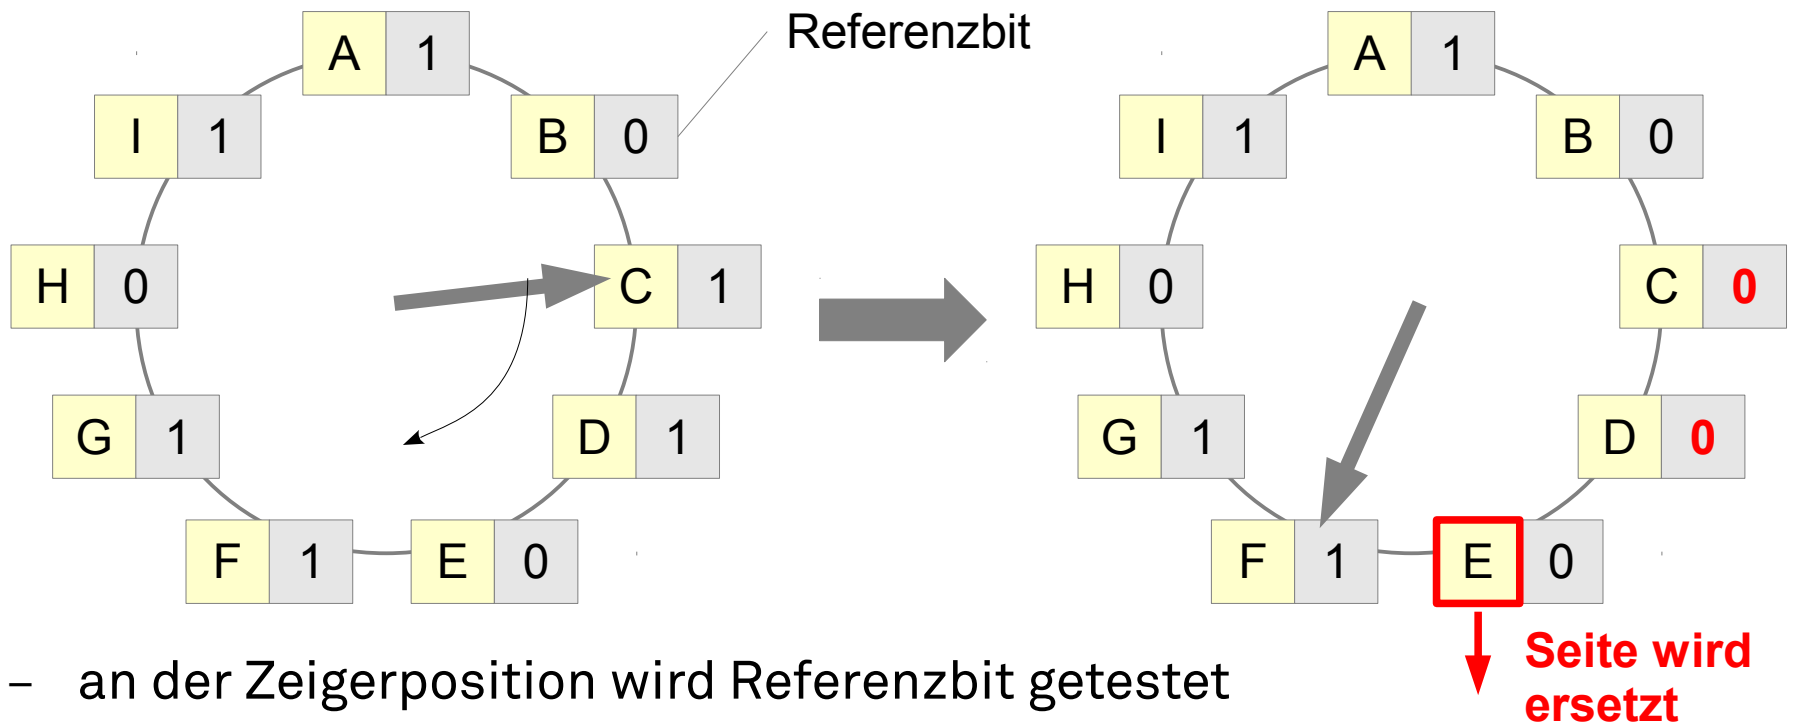 A 1
Referenzbit
I 1
B 0
H 0
C 1
G 1
D 1
F 1
E 0
A 1
I 1
B 0
H 0
C 0
G 1
D 0
F 1
E 0
Seite wird
ersetzt
– an der Zeigerposition wird Referenzbit getestet